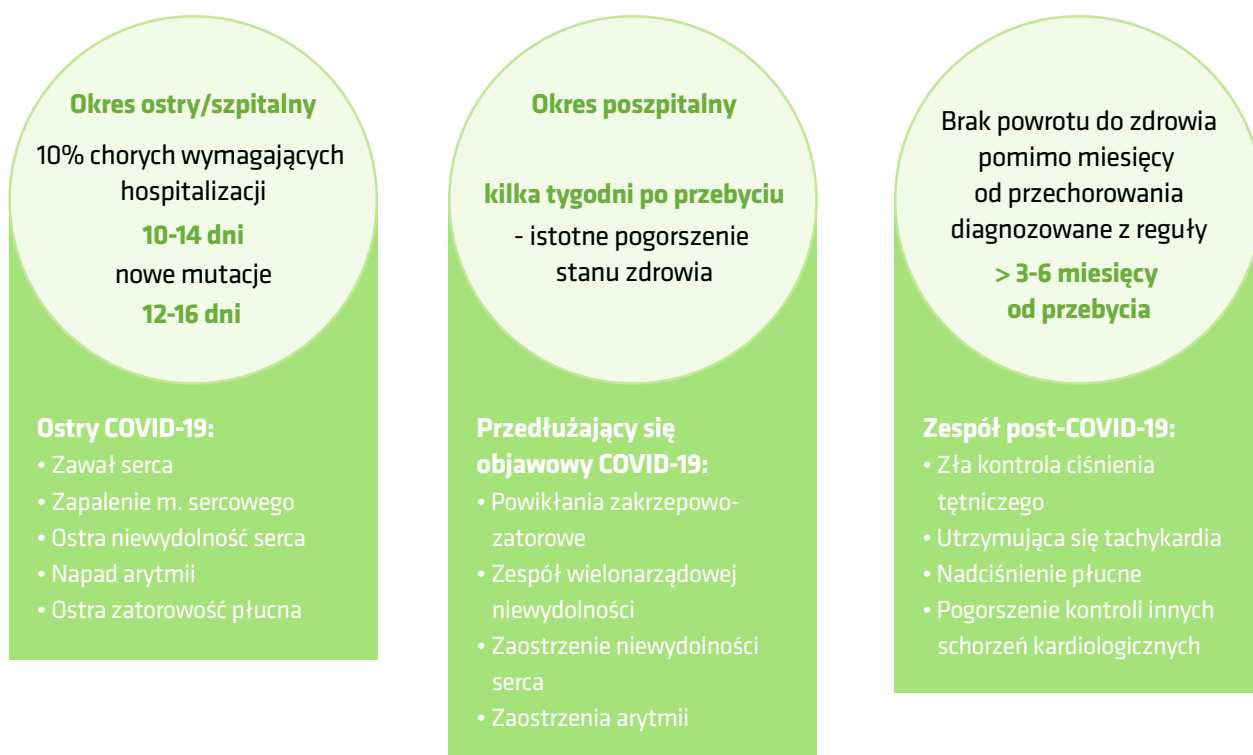 Okres ostry/szpitalny
10% chorych wymagających
hospitalizacji
10-14 dni
nowe mutacje
12-16 dni
Ostry COVID-19:
• Zawał serca
• Zapalenie m. sercowego
• Ostra niewydolność serca
• Napad arytmii
• Ostra zatorowość płucna
Okres poszpitalny
kilka tygodni po przebyciu
- istotne pogorszenie
stanu zdrowia
Przedłużający się
objawowy COVID-19:
• Powikłania zakrzepowo-
zatorowe
• Zespół wielonarządowej
niewydolności
• Zaostrzenie niewydolności
serca
• Zaostrzenia arytmii
Brak powrotu do zdrowia
pomimo miesięcy
od przechorowania
diagnozowane z reguły
> 3-6 miesięcy
od przebycia
Zespół post-COVID-19:
• Zła kontrola ciśnienia
tętniczego
• Utrzymująca się tachykardia
• Nadciśnienie płucne
• Pogorszenie kontroli innych
schorzeń kardiologicznych